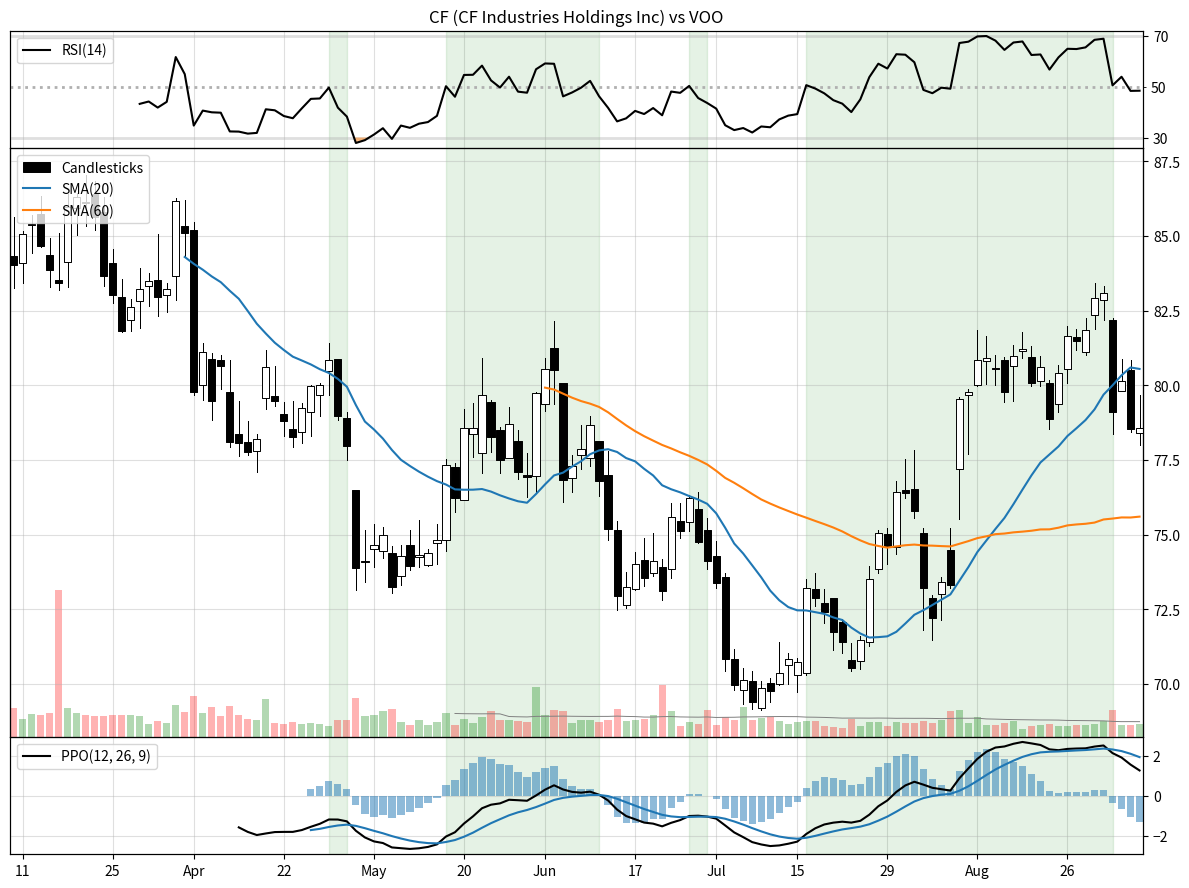 CF (CF Industries Holdings Inc) vs VOO
RSI(14)
70
50
30
Candlesticks
SMA(20)
SMA(60)
87.5
85.0
82.5
80.0
77.5
75.0
72.5
70.0
PPO(12, 26, 9)
2
0
−2
11 25 Apr 22 May 20 Jun 17 Jul 15 29 Aug 26